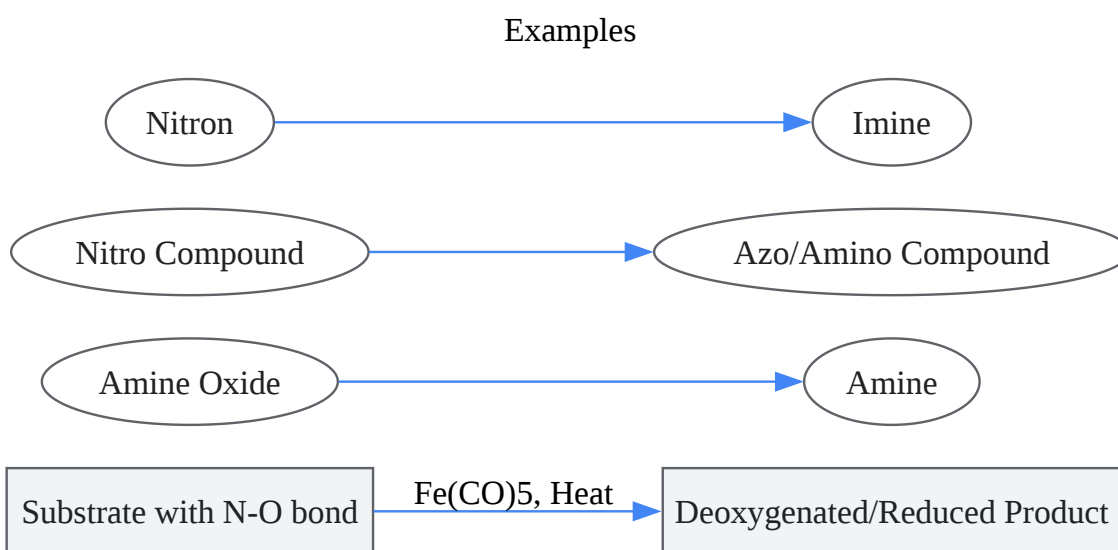 Examples
Nitron
Imine
Nitro Compound
Azo/Amino Compound
Amine Oxide
Amine
Substrate with N-O bond
Fe(CO)5, Heat
Deoxygenated/Reduced Product